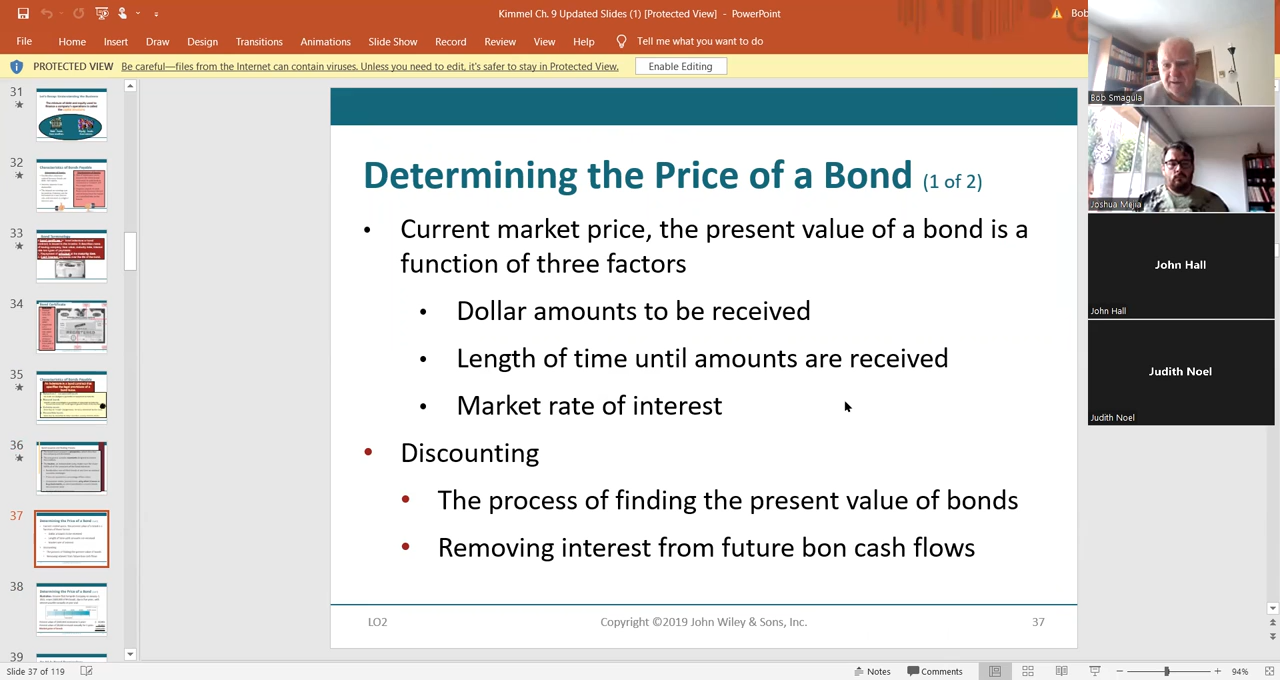 Kimmel Ch. 9 Updated Slides (1) [Protected View] - PowerPoint
Bob
File Home Insert Draw Design Transitions Animations Slide Show Record Review View Help Tell me what you want to do
PROTECTED VIEW Be careful—files from the Internet can contain viruses. Unless you need to edit, it's safer to stay in Protected View. Enable Editing
31
32
33
34
35
36
37
38
39
Determining the Price of a Bond (1 of 2)
• Current market price, the present value of a bond is a
function of three factors
• Dollar amounts to be received
• Length of time until amounts are received
• Market rate of interest
• Discounting
• The process of finding the present value of bonds
• Removing interest from future bon cash flows
LO2 Copyright ©2019 John Wiley & Sons, Inc. 37
Bob Smagula
Joshua Mejia
John Hall
John Hall
Judith Noel
Judith Noel
Slide 37 of 119 Notes Comments 94%